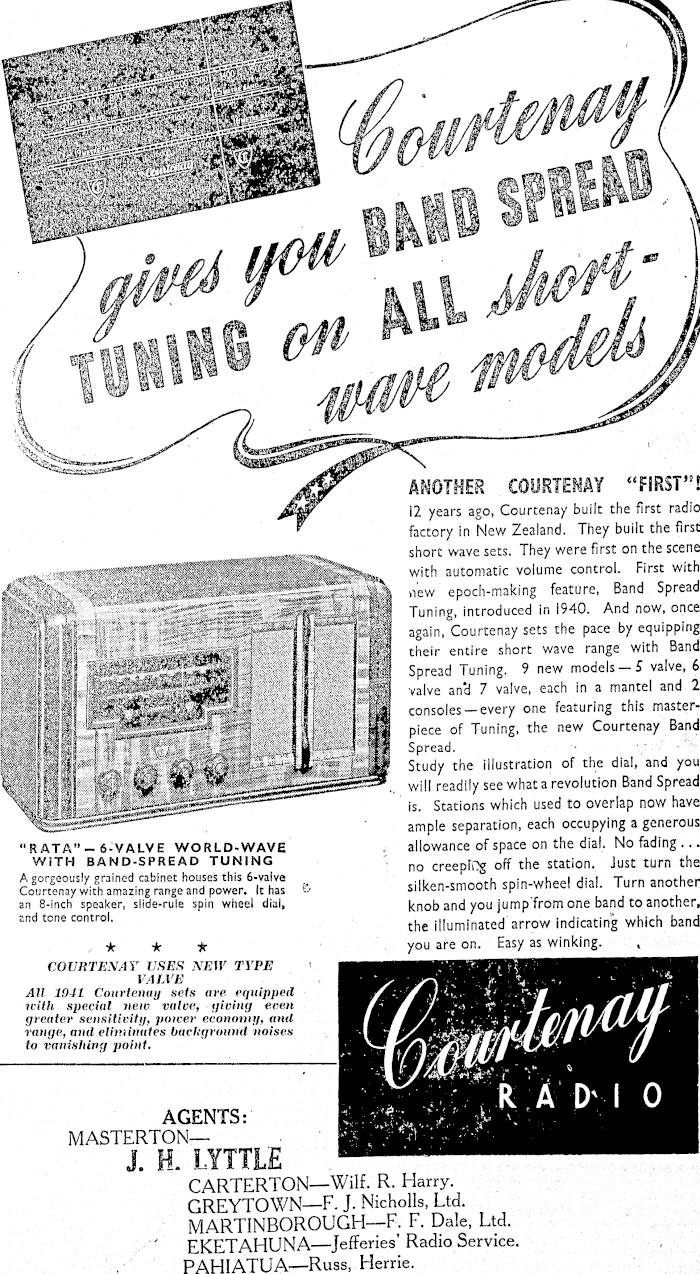 Courtenay
gives you BAND SPREAD
TUNING on ALL short-
wave models
ANOTHER COURTENAY "FIRST"!
12 years ago, Courtenay built the first radio
factory in New Zealand. They built the first
short wave sets. They were first on the scene
with automatic volume control. First with
new epoch-making feature, Band Spread
Tuning, introduced in 1940. And now, once
again, Courtenay sets the pace by equipping
their entire short wave range with Band
Spread Tuning. 9 new models — 5 valve, 6
valve and 7 valve, each in a mantel and 2
consoles — every one featuring this master-
piece of Tuning, the new Courtenay Band
Spread.
Study the illustration of the dial, and you
will readily see what a revolution Band Spread
is. Stations which used to overlap now have
ample separation, each occupying a generous
allowance of space on the dial. No fading . . .
no creeping off the station. Just turn the
silken-smooth spin-wheel dial. Turn another
knob and you jump from one band to another,
the illuminated arrow indicating which band
you are on. Easy as winking.
"RATA" — 6-VALVE WORLD-WAVE
WITH BAND-SPREAD TUNING
A gorgeously grained cabinet houses this 6-valve
Courtenay with amazing range and power. It has
an 8-inch speaker, slide-rule spin wheel dial,
and tone control.
★ ★ ★
COURTENAY USES NEW TYPE
VALVE
All 1941 Courtenay sets are equipped
with special new valve, giving even
greater sensitivity, power economy, and
range, and eliminates background noises
to vanishing point.
Courtenay
RADIO
AGENTS:
MASTERTON—
J. H. LYTTLE
CARTERTON—Wilf. R. Harry.
GREYTOWN—F. J. Nicholls, Ltd.
MARTINBOROUGH—F. F. Dale, Ltd.
EKETAHUNA—Jefferies' Radio Service.
PAHIATUA—Russ, Herrie.